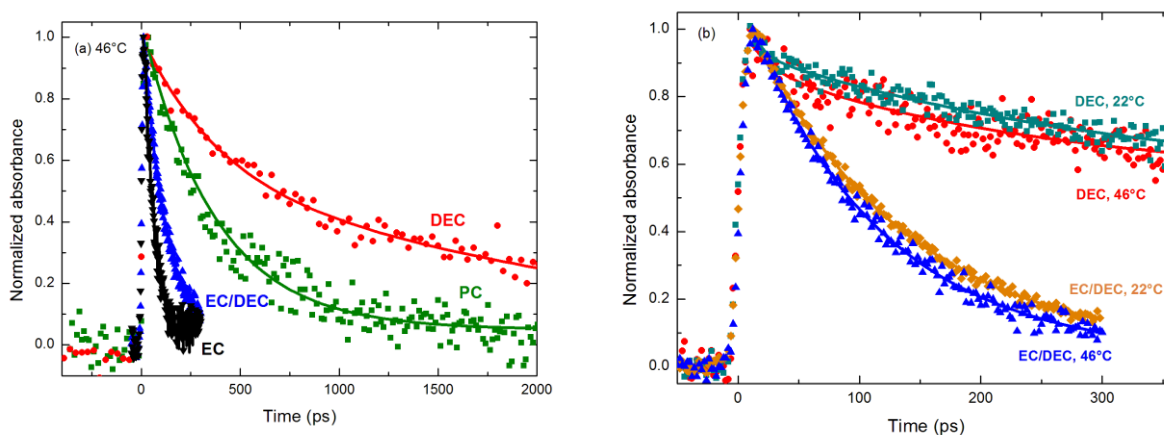 (a) 46°C
Normalized absorbance
1.0
0.8
0.6
0.4
0.2
0.0
DEC
PC
EC/DEC
EC
0
500
1000
1500
2000
Time (ps)
(b)
Normalized absorbance
1.0
0.8
0.6
0.4
0.2
0.0
DEC, 22°C
DEC, 46°C
EC/DEC, 22°C
EC/DEC, 46°C
0
100
200
300
Time (ps)